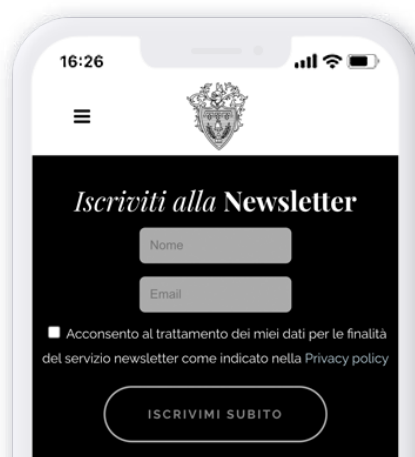 16:26
Iscriviti alla Newsletter
Nome
Email
Acconsento al trattamento dei miei dati per le finalità
del servizio newsletter come indicato nella Privacy policy
ISCRIVIMI SUBITO